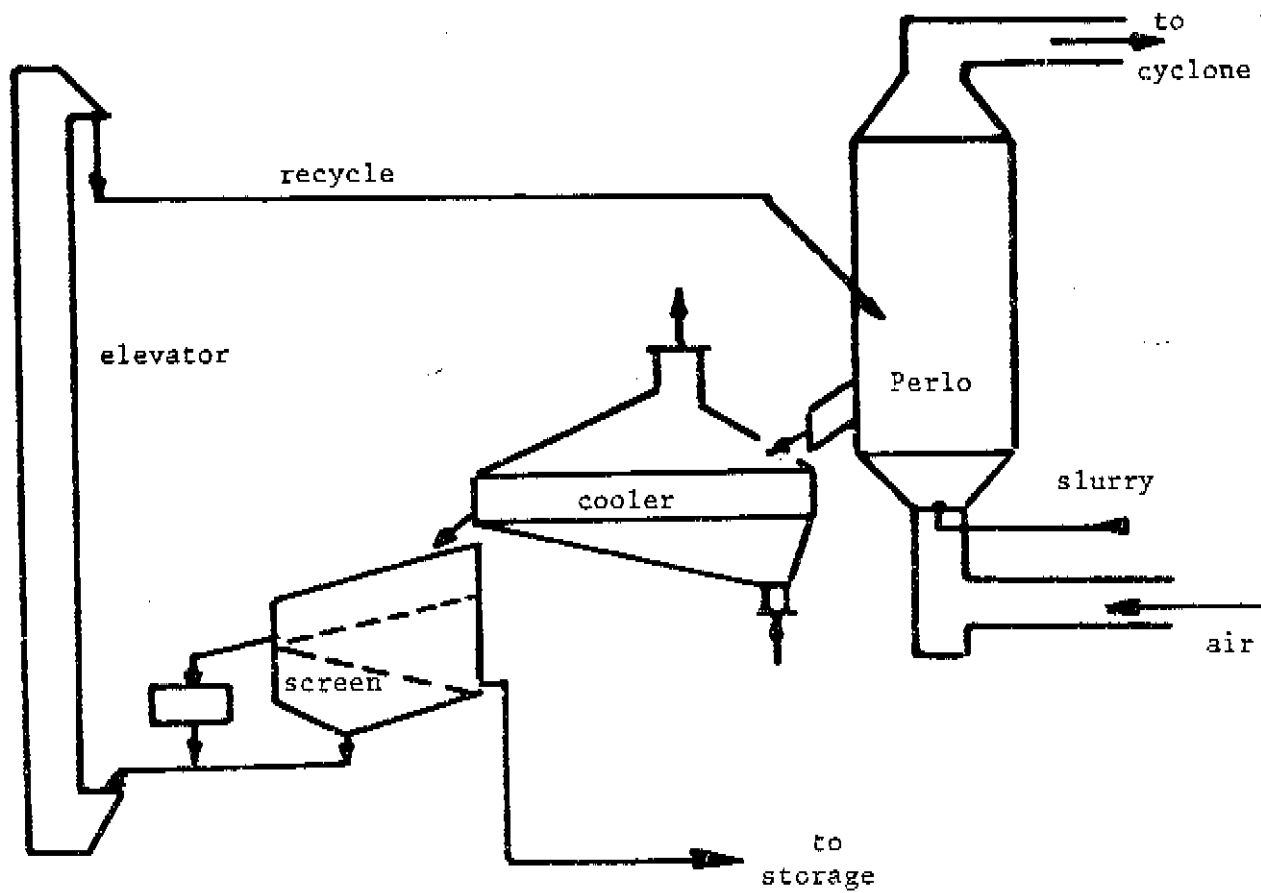 to
cyclone
recycle
elevator
Perlo
cooler
slurry
air
screen
to
storage